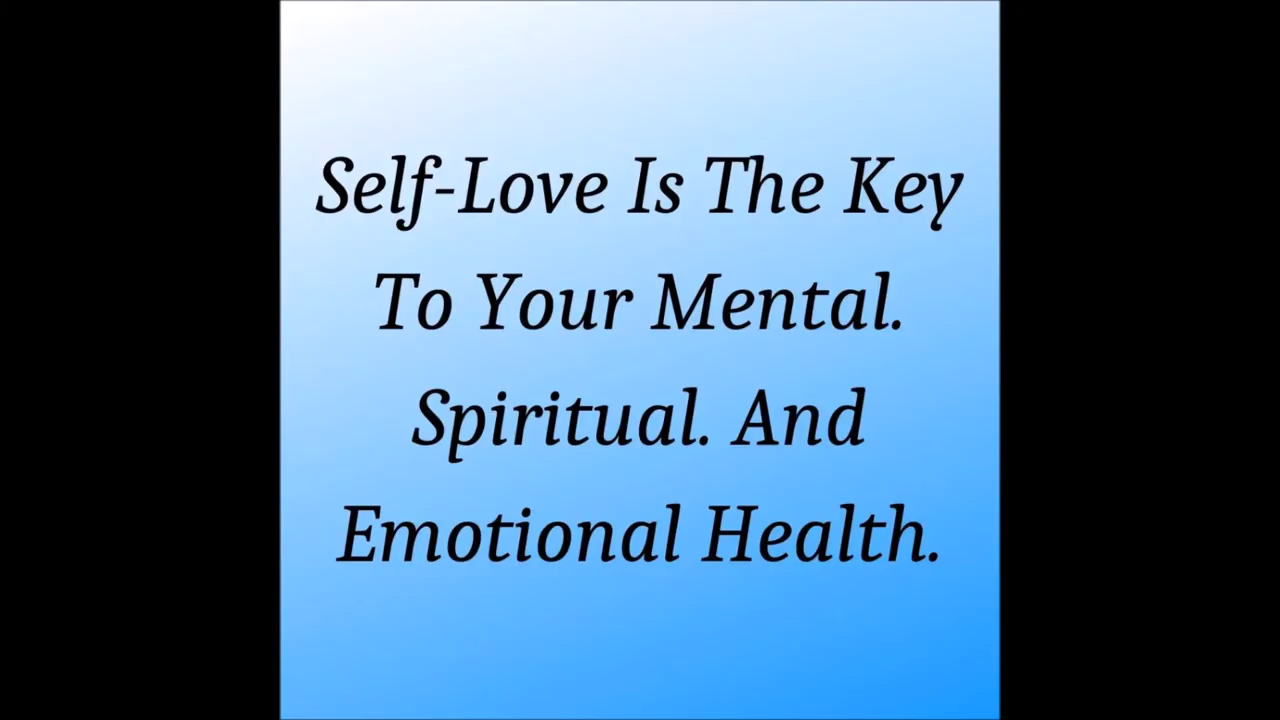 Self-Love Is The Key
To Your Mental.
Spiritual. And
Emotional Health.